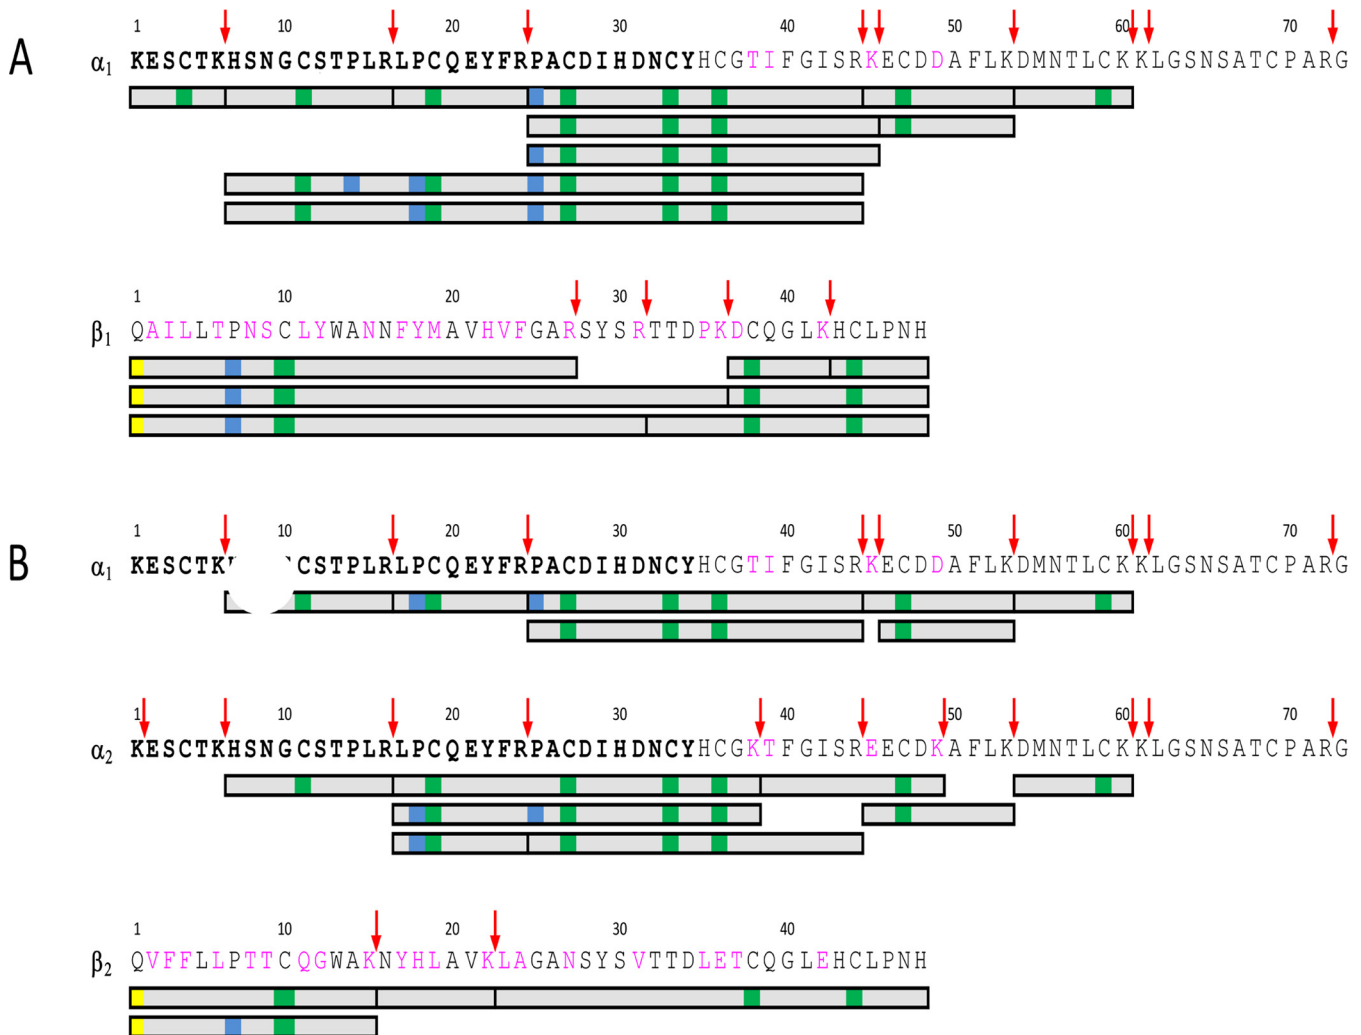 1 10 20 30 40 50 60 70
A α1 KESCTKHSNGCSTPLRLPCQEYFRPACDIHDNCYHCGTIFGISRKECDDAFLKDMNTLCKKLGSNSATCPARG
1 10 20 30 40
β1 QAILLTPNSCLYWANNFYMAVHVFGARSYSRTTDPKDCQGLKHCLPNH
1 10 20 30 40 50 60 70
B α1 KESCTK CSTPLRLPCQEYFRPACDIHDNCYHCGTIFGISRKECDDAFLKDMNTLCKKLGSNSATCPARG
1 10 20 30 40 50 60 70
α2 KESCTKHSNGCSTPLRLPCQEYFRPACDIHDNCYHCGKTFGISREECDKAFLKDMNTLCKKLGSNSATCPARG
1 10 20 30 40
β2 QVFFLLPTTCQGWAKNYHLAVKLAGANSYSVTTDLETCQGLEHCLPNH